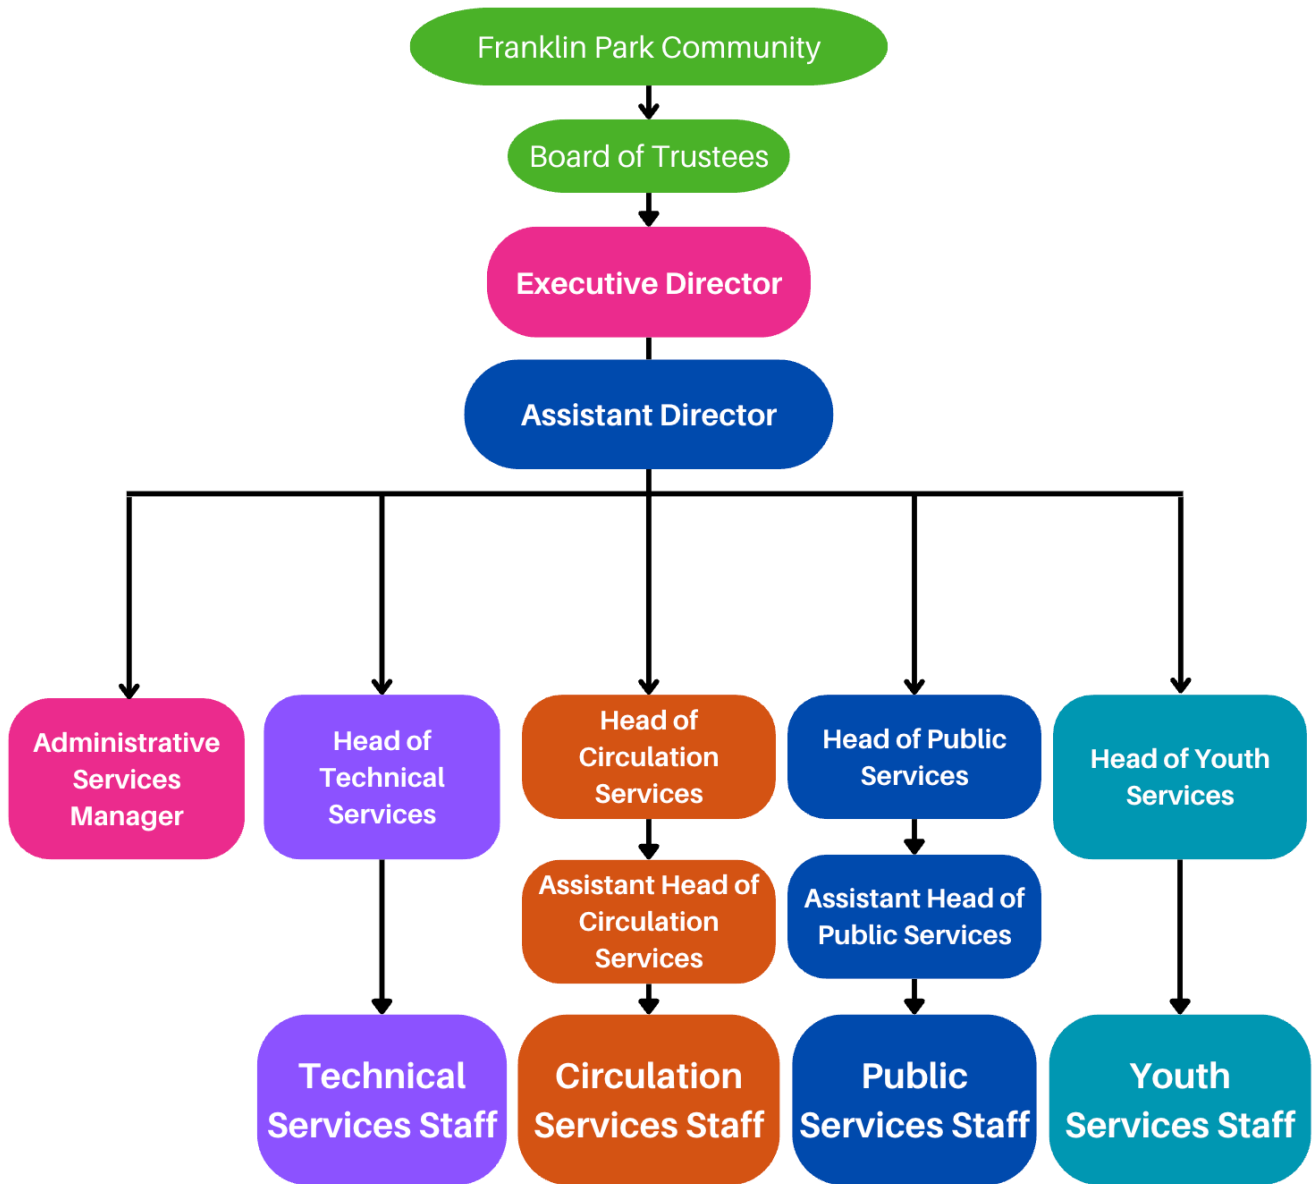 Franklin Park Community
Board of Trustees
Executive Director
Assistant Director
Administrative
Services
Manager
Head of
Technical
Services
Head of
Circulation
Services
Head of Public
Services
Head of Youth
Services
Assistant Head of
Circulation
Services
Assistant Head of
Public Services
Technical
Services Staff
Circulation
Services Staff
Public
Services Staff
Youth
Services Staff